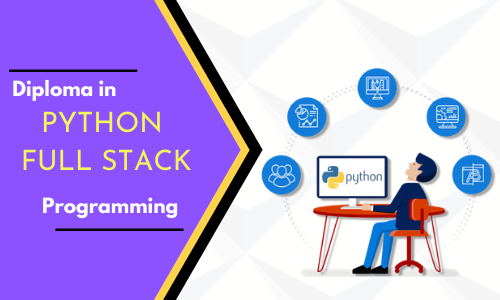 Diploma in
PYTHON
FULL STACK
Programming
python